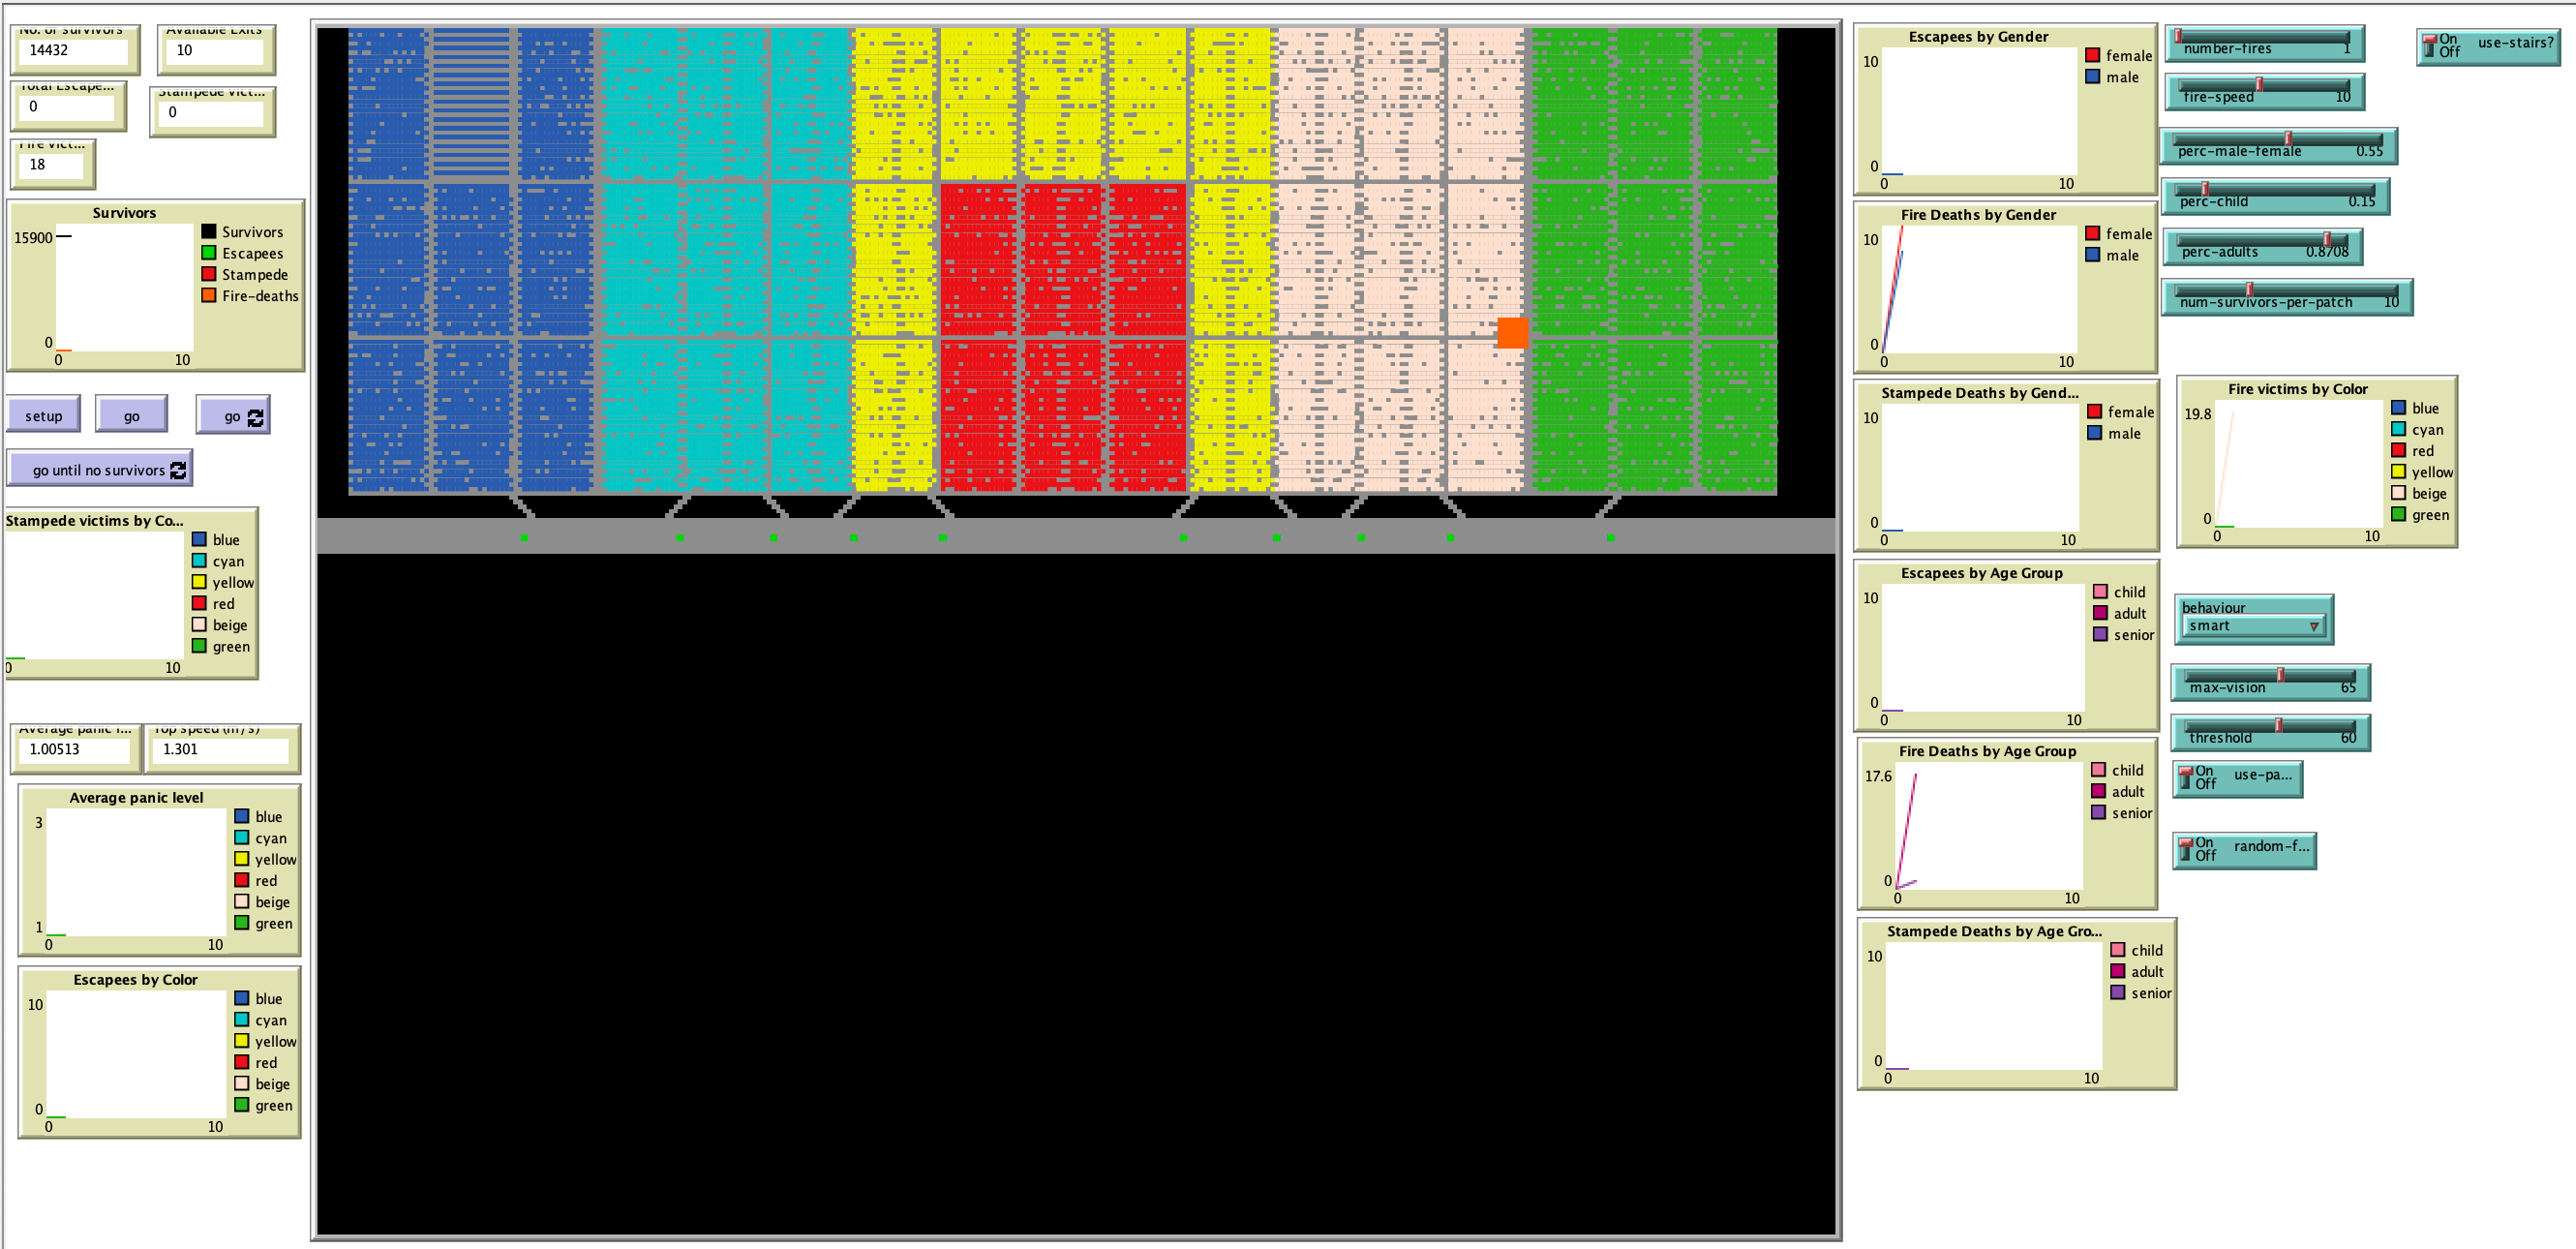 No. of survivors
14432
Available Exits
10
Total Escape...
0
Stampede vict...
0
Fire vict...
18
Survivors
15900
0
0
10
Survivors
Escapees
Stampede
Fire-deaths
setup
go
go
go until no survivors
Stampede victims by Co...
0
10
blue
cyan
yellow
red
beige
green
Average panic l...
1.00513
Top speed (m/s)
1.301
Average panic level
3
1
0
10
blue
cyan
yellow
red
beige
green
Escapees by Color
10
0
0
10
blue
cyan
yellow
red
beige
green
Escapees by Gender
10
0
0
10
female
male
Fire Deaths by Gender
10
0
0
10
female
male
Stampede Deaths by Gend...
10
0
0
10
female
male
Escapees by Age Group
10
0
0
10
child
adult
senior
Fire Deaths by Age Group
17.6
0
0
10
child
adult
senior
Stampede Deaths by Age Gro...
10
0
0
10
child
adult
senior
number-fires 1
fire-speed 10
perc-male-female 0.55
perc-child 0.15
perc-adults 0.8708
num-survivors-per-patch 10
On
Off
use-stairs?
Fire victims by Color
19.8
0
0
10
blue
cyan
red
yellow
beige
green
behaviour
smart
max-vision 65
threshold 60
On
Off
use-pa...
On
Off
random-f...